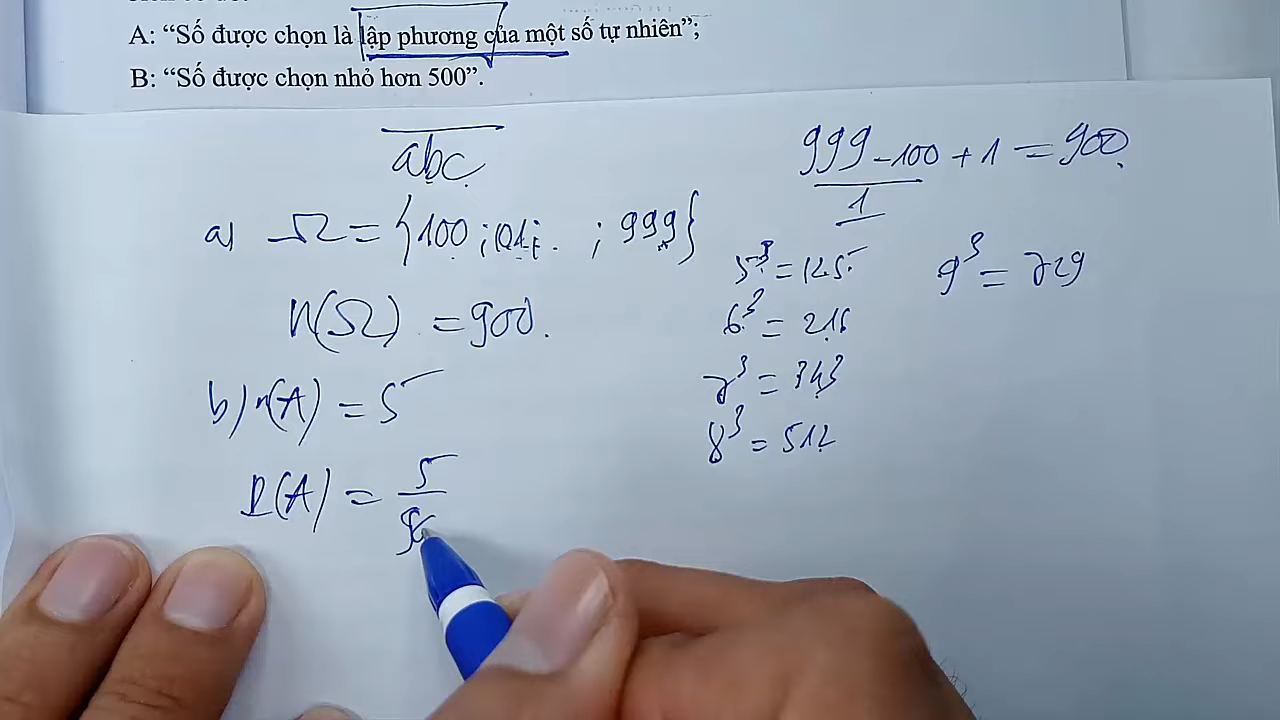 A: “Số được chọn là lập phương của một số tự nhiên”;
B: “Số được chọn nhỏ hơn 500”.
abc
999 - 100 + 1 = 900
1
a) Ω = {100 ; 101; . ; 999}
n(Ω) = 900.
b) n(A) = 5
P(A) = 5
5³ = 125
6³ = 216
7³ = 343
8³ = 512
9³ = 729